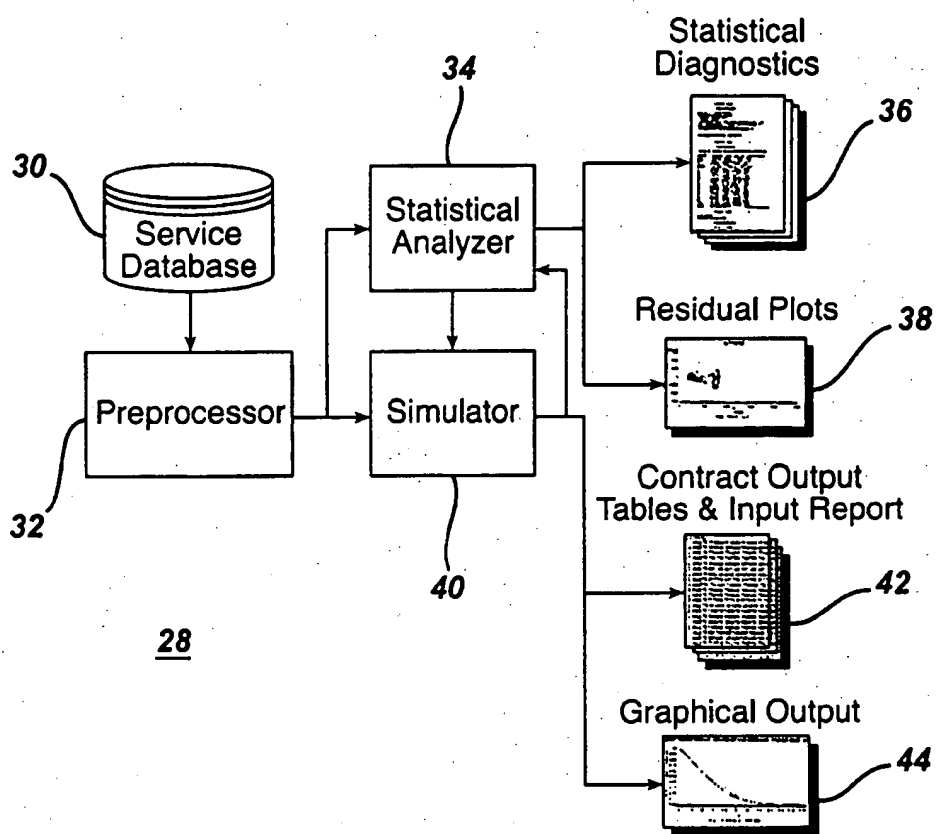 Statistical
Diagnostics
34
36
30
Service
Database
Statistical
Analyzer
Residual Plots
38
Preprocessor
Simulator
Contract Output
Tables & Input Report
32
40
42
28
Graphical Output
44